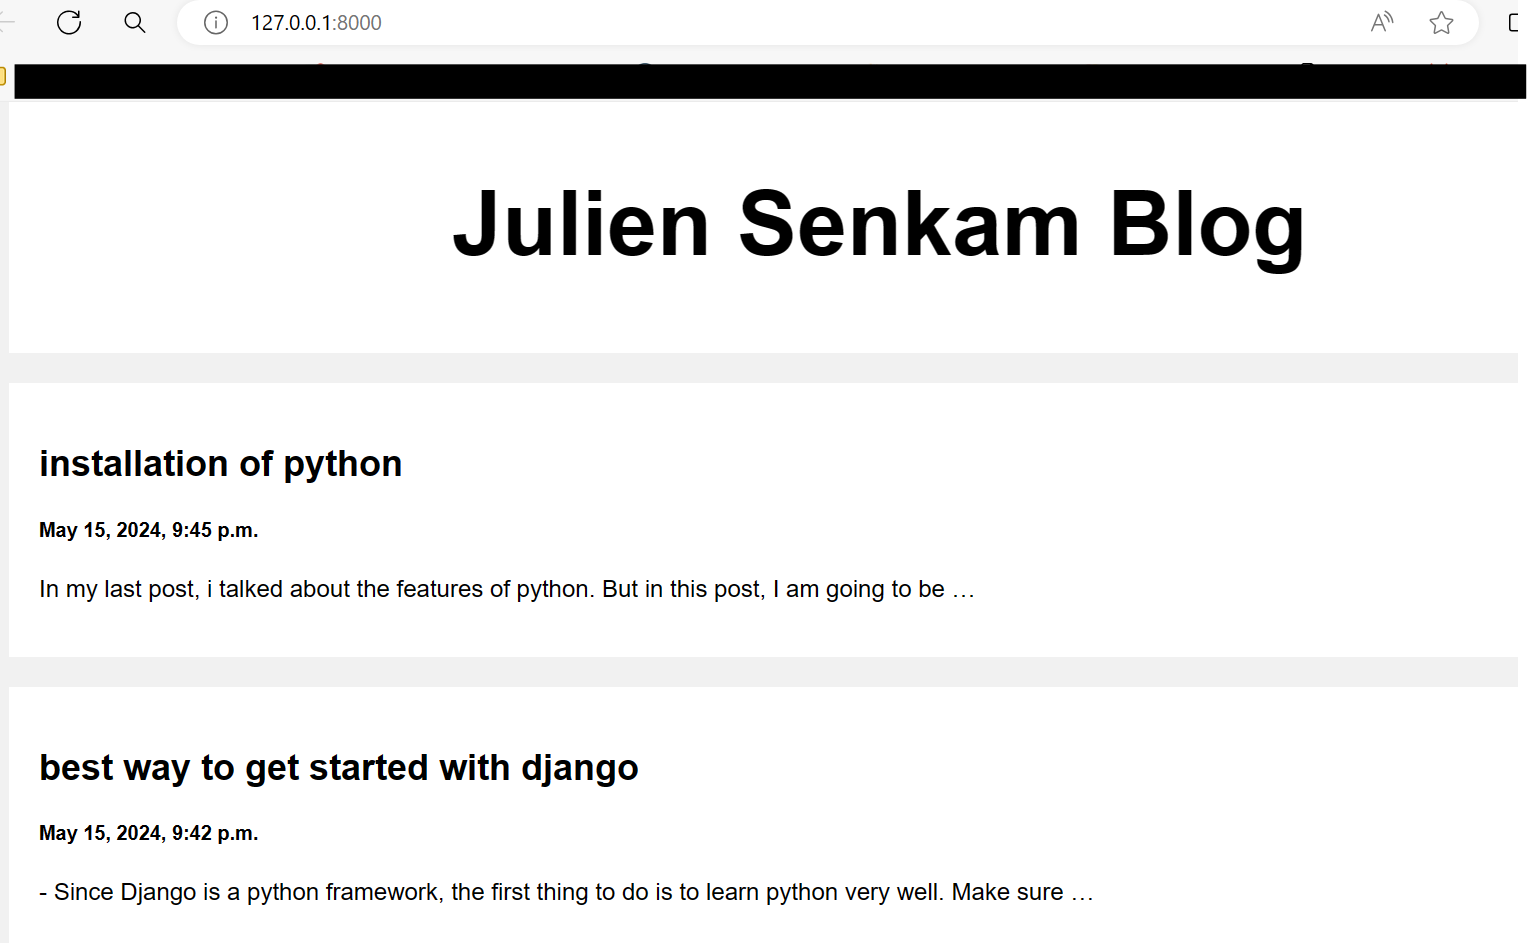 127.0.0.1:8000
Julien Senkam Blog
installation of python
May 15, 2024, 9:45 p.m.
In my last post, i talked about the features of python. But in this post, I am going to be …
best way to get started with django
May 15, 2024, 9:42 p.m.
- Since Django is a python framework, the first thing to do is to learn python very well. Make sure …